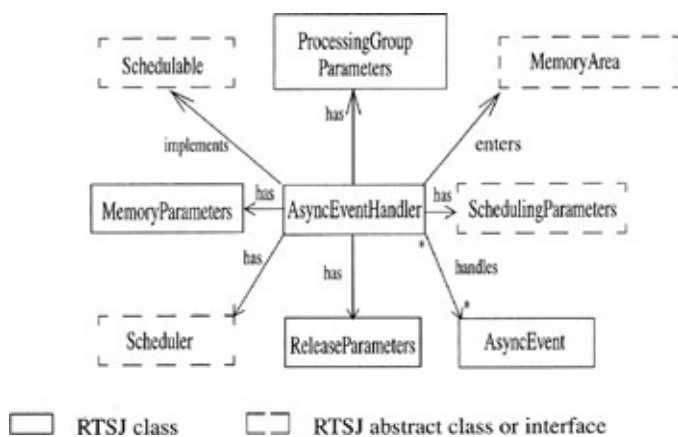 ProcessingGroup
Parameters
Schedulable
MemoryArea
has
implements
enters
MemoryParameters
has
AsyncEventHandler
has
SchedulingParameters
*
has
has
handles
*
Scheduler
ReleaseParameters
AsyncEvent
RTSJ class
RTSJ abstract class or interface